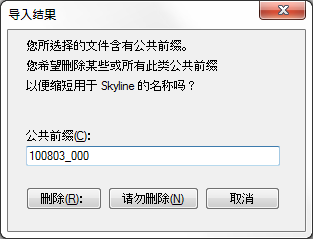 导入结果
您所选择的文件含有公共前缀。
您希望删除某些或所有此类公共前缀
以便缩短用于 Skyline 的名称吗？
公共前缀(C):
100803_000
删除(R):
请勿删除(N)
取消